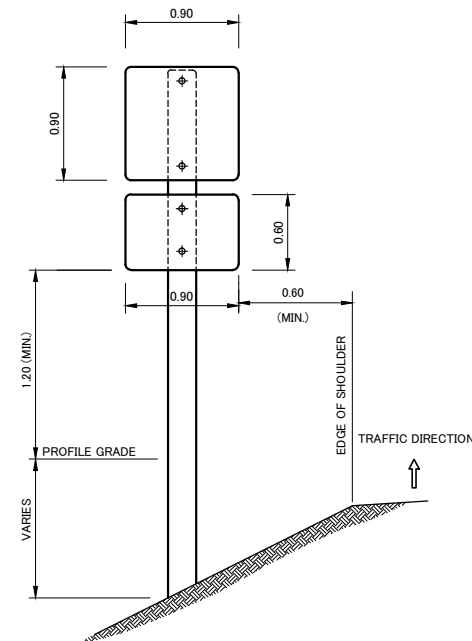 0.90
0.90
0.60
0.90
0.60
(MIN.)
1.20 (MIN.)
EDGE OF SHOULDER
TRAFFIC DIRECTION
PROFILE GRADE
VARIES